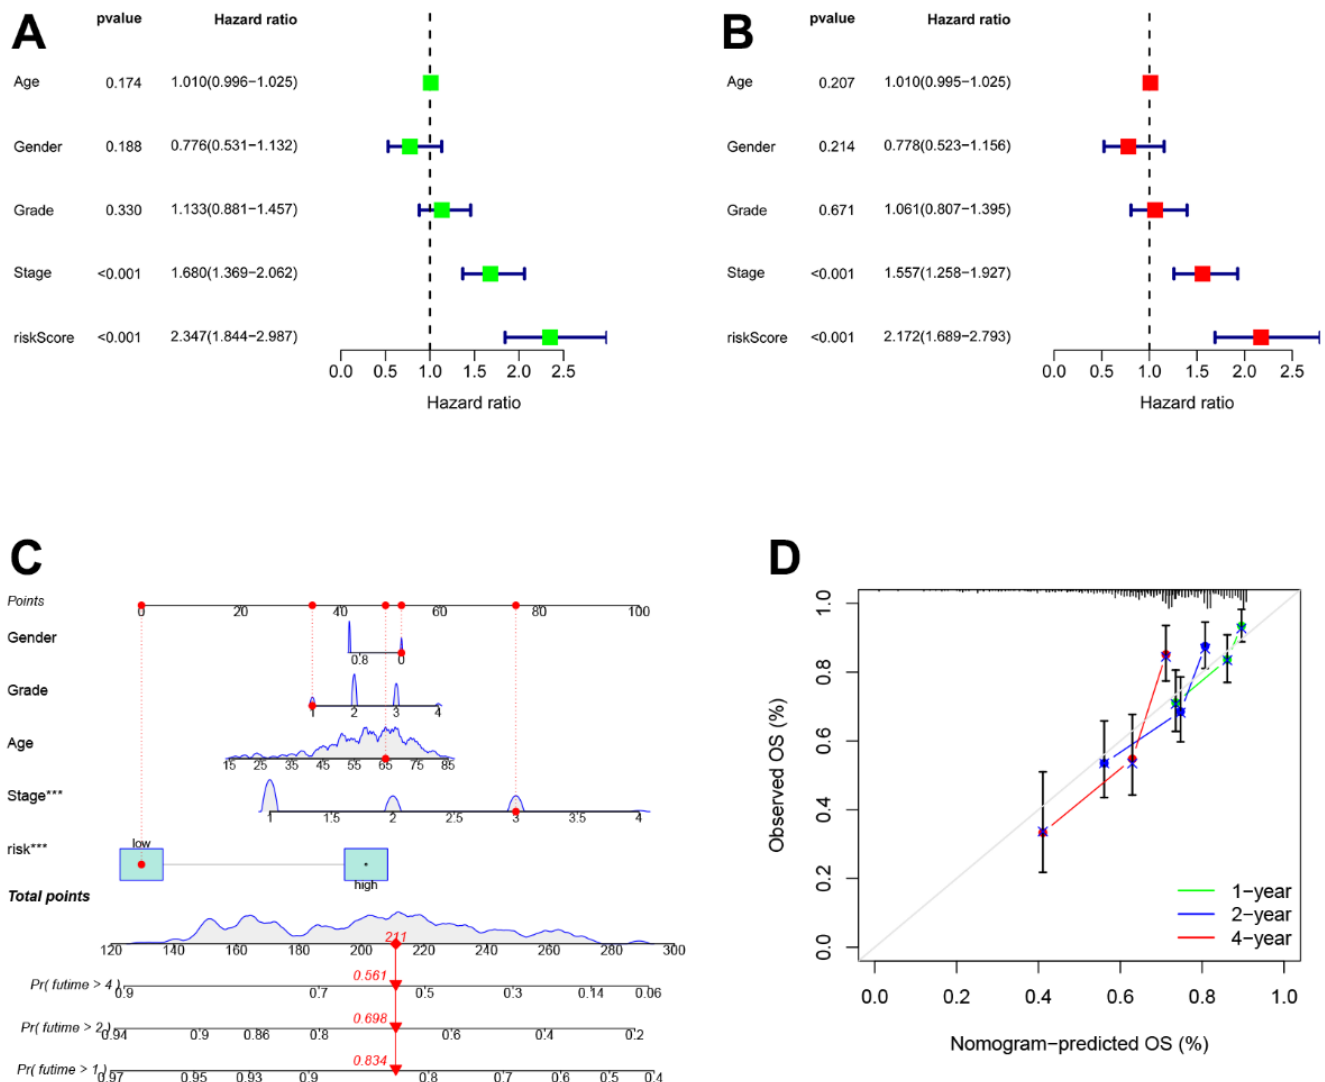 A
pvalue Hazard ratio
Age 0.174 1.010(0.996−1.025)
Gender 0.188 0.776(0.531−1.132)
Grade 0.330 1.133(0.881−1.457)
Stage <0.001 1.680(1.369−2.062)
riskScore <0.001 2.347(1.844−2.987)
0.0 0.5 1.0 1.5 2.0 2.5
Hazard ratio
B
pvalue Hazard ratio
Age 0.207 1.010(0.995−1.025)
Gender 0.214 0.778(0.523−1.156)
Grade 0.671 1.061(0.807−1.395)
Stage <0.001 1.557(1.258−1.927)
riskScore <0.001 2.172(1.689−2.793)
0.0 0.5 1.0 1.5 2.0 2.5
Hazard ratio
C
Points
0 20 40 60 80 100
Gender
0.8 0
Grade
1 2 3 4
Age
15 25 35 45 55 65 75 85
Stage***
1 1.5 2 2.5 3 3.5 4
risk***
low
high
Total points
211
120 140 160 180 200 220 240 260 280 300
0.561
Pr( futime > 4 )
0.9 0.7 0.5 0.3 0.14 0.06
0.698
Pr( futime > 2 )
0.94 0.9 0.86 0.8 0.6 0.4 0.2
0.834
Pr( futime > 1 )
0.97 0.95 0.93 0.9 0.8 0.7 0.6 0.5 0.4
D
Observed OS (%)
1.0
0.8
0.6
0.4
0.2
0.0
1−year
2−year
4−year
0.0 0.2 0.4 0.6 0.8 1.0
Nomogram−predicted OS (%)